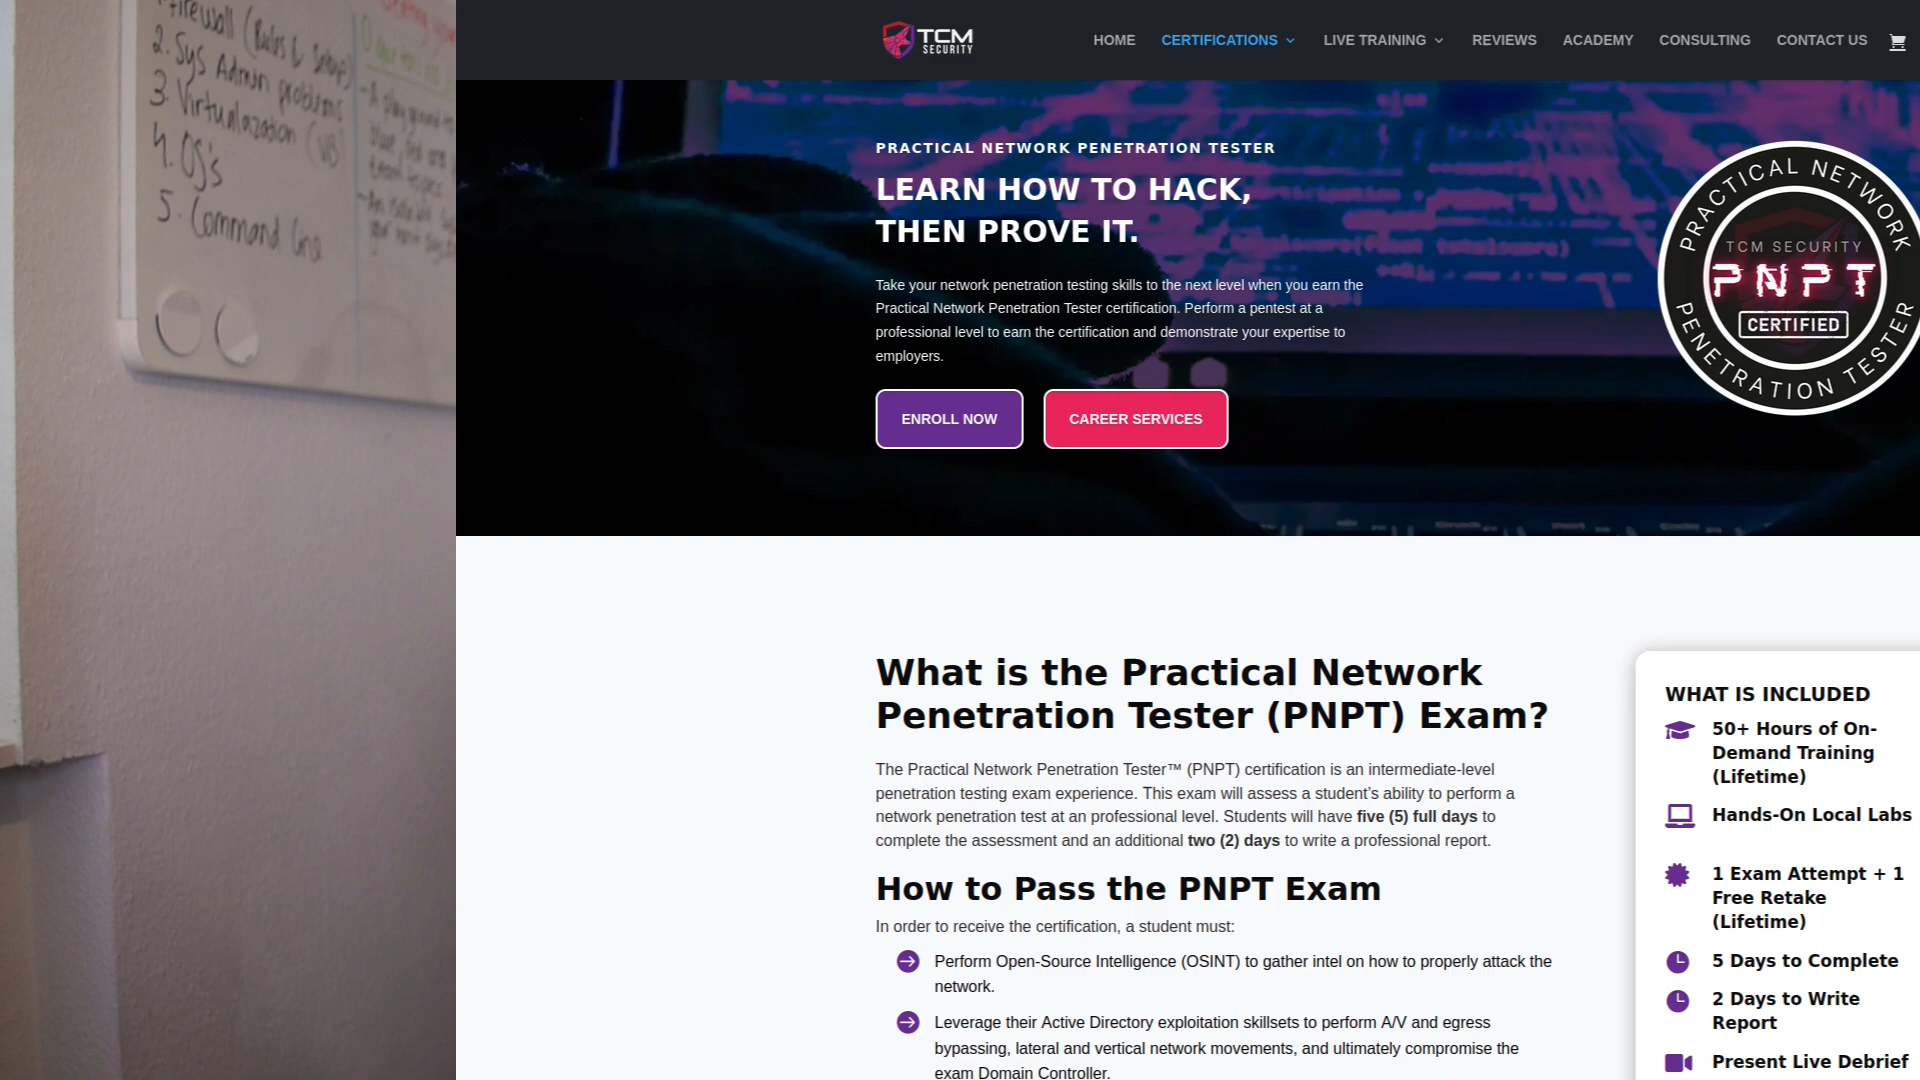 1. Firewall (Rules & Setup)
2. Sys Admin problems
3. Virtualazation (VB)
4. OS's
5. Command line
TCM
SECURITY
HOME
CERTIFICATIONS
LIVE TRAINING
REVIEWS
ACADEMY
CONSULTING
CONTACT US
PRACTICAL NETWORK PENETRATION TESTER
LEARN HOW TO HACK,
THEN PROVE IT.
Take your network penetration testing skills to the next level when you earn the
Practical Network Penetration Tester certification. Perform a pentest at a
professional level to earn the certification and demonstrate your expertise to
employers.
ENROLL NOW
CAREER SERVICES
PRACTICAL NETWORK
TCM SECURITY
PNPT
CERTIFIED
PENETRATION TESTER
What is the Practical Network
Penetration Tester (PNPT) Exam?
The Practical Network Penetration Tester™ (PNPT) certification is an intermediate-level
penetration testing exam experience. This exam will assess a student’s ability to perform a
network penetration test at an professional level. Students will have five (5) full days to
complete the assessment and an additional two (2) days to write a professional report.
How to Pass the PNPT Exam
In order to receive the certification, a student must:
Perform Open-Source Intelligence (OSINT) to gather intel on how to properly attack the
network.
Leverage their Active Directory exploitation skillsets to perform A/V and egress
bypassing, lateral and vertical network movements, and ultimately compromise the
exam Domain Controller.
WHAT IS INCLUDED
50+ Hours of On-
Demand Training
(Lifetime)
Hands-On Local Labs
1 Exam Attempt + 1
Free Retake
(Lifetime)
5 Days to Complete
2 Days to Write
Report
Present Live Debrief